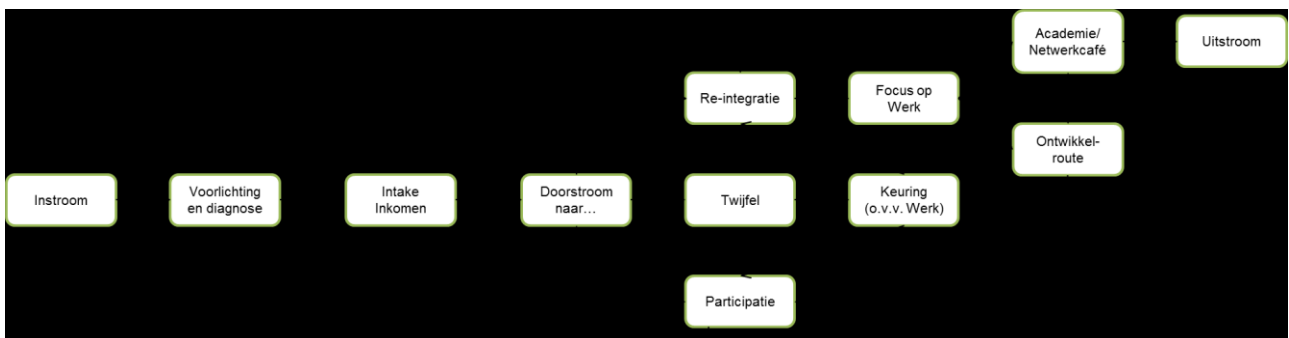 Academie/
Netwerkcafé
Uitstroom
Re-integratie
Focus op
Werk
Ontwikkel-
route
Instroom
Voorlichting
en diagnose
Intake
Inkomen
Doorstroom
naar...
Twijfel
Keuring
(o.v.v. Werk)
Participatie